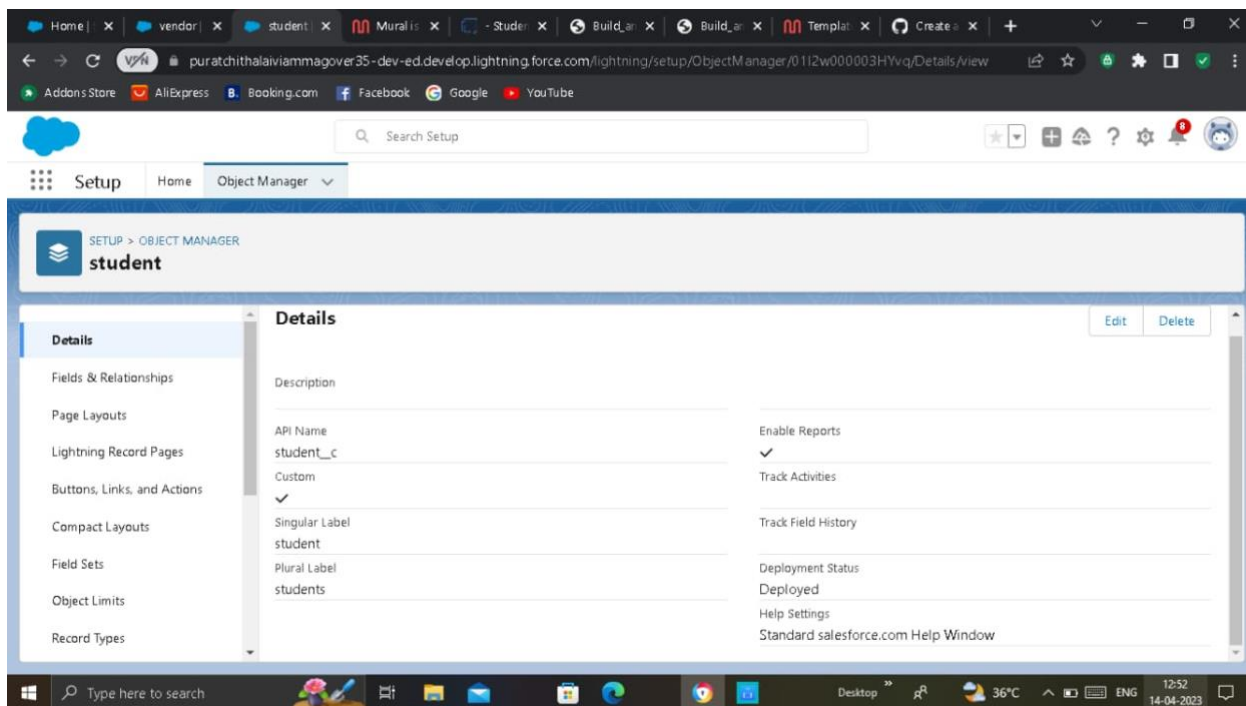 Home |
vendor |
student |
Muralis
- Studen
Build_an
Build_an
Templat
Create a
VPN
puratchithalaiviammagover35-dev-ed.develop.lightning.force.com/lightning/setup/ObjectManager/01I2w000003HYvq/Details/view
Addons Store AliExpress B. Booking.com Facebook Google YouTube
Search Setup
8
Setup Home Object Manager
SETUP > OBJECT MANAGER
student
Details
Fields & Relationships
Page Layouts
Lightning Record Pages
Buttons, Links, and Actions
Compact Layouts
Field Sets
Object Limits
Record Types
Details
Edit Delete
Description
API Name
student__c
Custom
Singular Label
student
Plural Label
students
Enable Reports
Track Activities
Track Field History
Deployment Status
Deployed
Help Settings
Standard salesforce.com Help Window
Type here to search
Desktop
36°C
ENG
12:52
14-04-2023